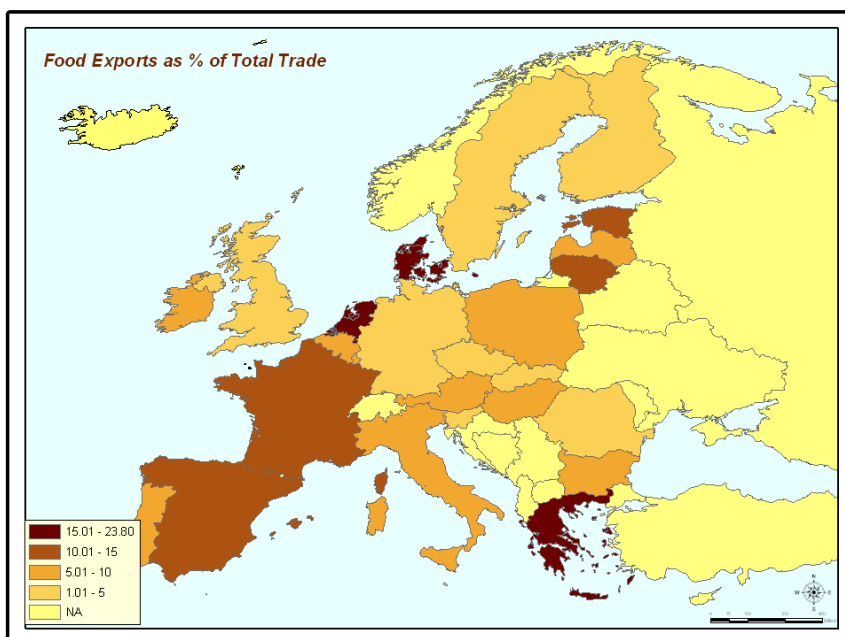 Food Exports as % of Total Trade
15.01 - 23.80
10.01 - 15
5.01 - 10
1.01 - 5
NA
N
W E
S